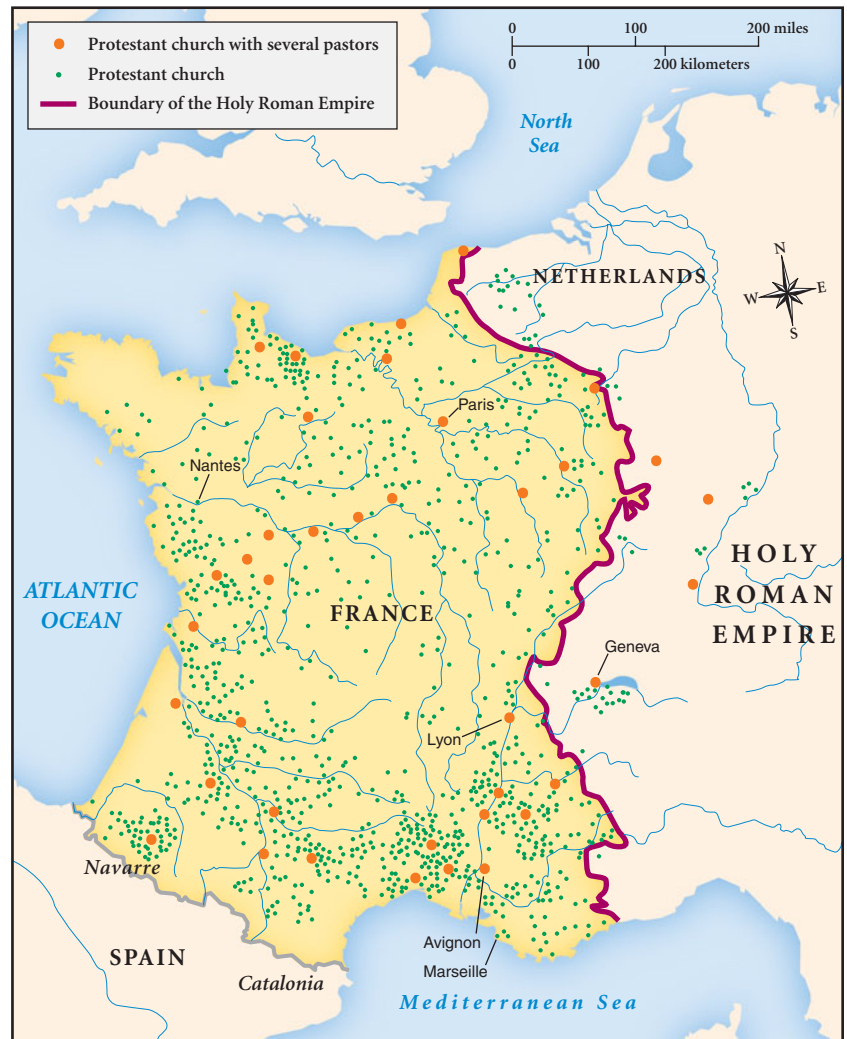 Protestant church with several pastors
Protestant church
Boundary of the Holy Roman Empire
0 100 200 miles
0 100 200 kilometers
North
Sea
NETHERLANDS
N
W E
S
Paris
Nantes
ATLANTIC
OCEAN
FRANCE
HOLY
ROMAN
EMPIRE
Geneva
Lyon
Navarre
Avignon
Marseille
SPAIN
Catalonia
Mediterranean Sea